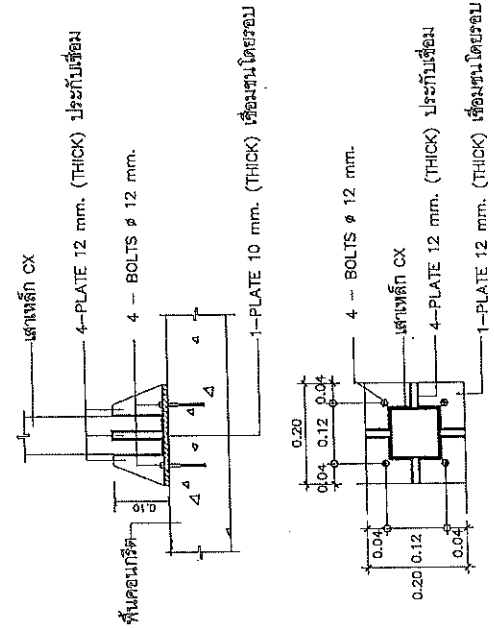 เสาเหล็ก CX
4-PLATE 12 mm. (THICK) ประกับเชื่อม
4 - BOLTS ø 12 mm.
0.10
พื้นคอนกรีต
1-PLATE 10 mm. (THICK) เชื่อมชนโดยรอบ
4 - BOLTS ø 12 mm.
เสาเหล็ก CX
4-PLATE 12 mm. (THICK) ประกับเชื่อม
1-PLATE 12 mm. (THICK) เชื่อมชนโดยรอบ
0.20
0.04
0.12
0.04
0.04
0.12
0.04
0.20